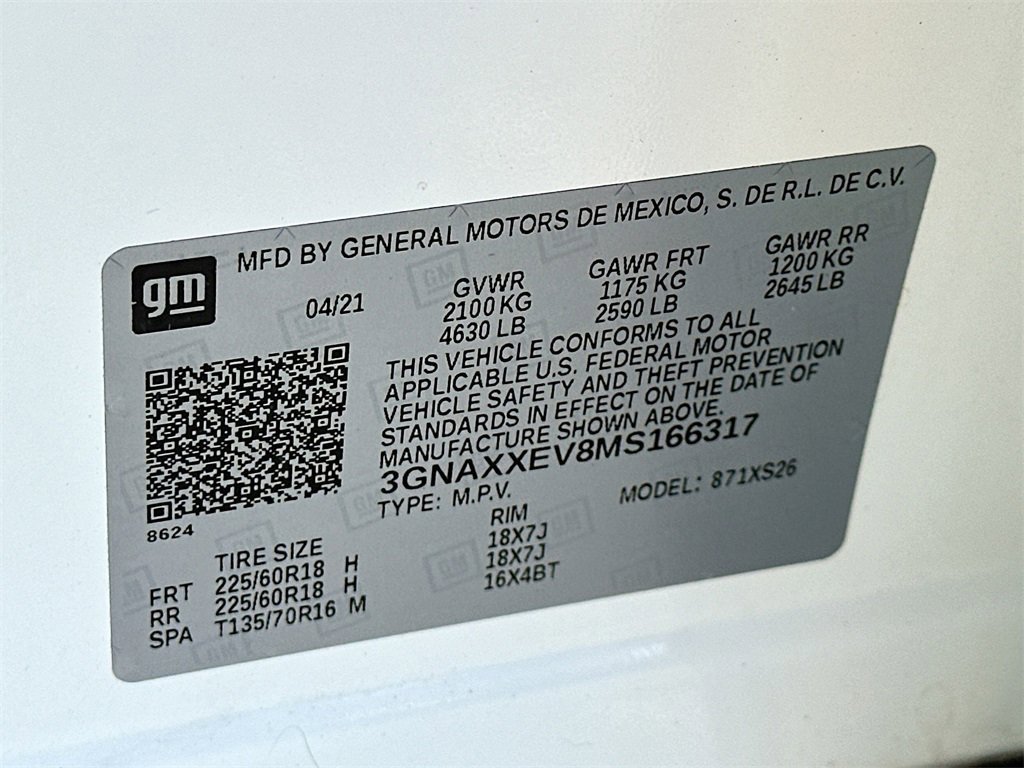 MFD BY GENERAL MOTORS DE MEXICO, S. DE R.L. DE C.V.
gm
04/21
GVWR
2100 KG
4630 LB
GAWR FRT
1175 KG
2590 LB
GAWR RR
1200 KG
2645 LB
THIS VEHICLE CONFORMS TO ALL
APPLICABLE U.S. FEDERAL MOTOR
VEHICLE SAFETY AND THEFT PREVENTION
STANDARDS IN EFFECT ON THE DATE OF
MANUFACTURE SHOWN ABOVE.
3GNAXXEV8MS166317
TYPE: M.P.V. MODEL: 871XS26
8624
TIRE SIZE RIM
FRT 225/60R18 H 18X7J
RR 225/60R18 H 18X7J
SPA T135/70R16 M 16X4BT